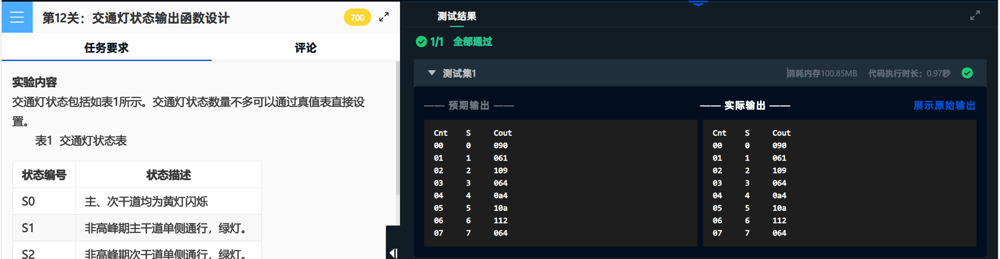 第12关：交通灯状态输出函数设计
700
任务要求 评论
实验内容
交通灯状态包括如表1所示。交通灯状态数量不多可以通过真值表直接设
置。
表1 交通灯状态表
状态编号 状态描述
S0 主、次干道均为黄灯闪烁
S1 非高峰期主干道单侧通行，绿灯。
S2 非高峰期次干道单侧通行，绿灯。
测试结果
1/1 全部通过
测试集1 消耗内存100.85MB 代码执行时长：0.97秒
—— 预期输出 ——
Cnt S Cout
00 0 090
01 1 061
02 2 109
03 3 064
04 4 0a4
05 5 10a
06 6 112
07 7 064
—— 实际输出 —— 展示原始输出
Cnt S Cout
00 0 090
01 1 061
02 2 109
03 3 064
04 4 0a4
05 5 10a
06 6 112
07 7 064